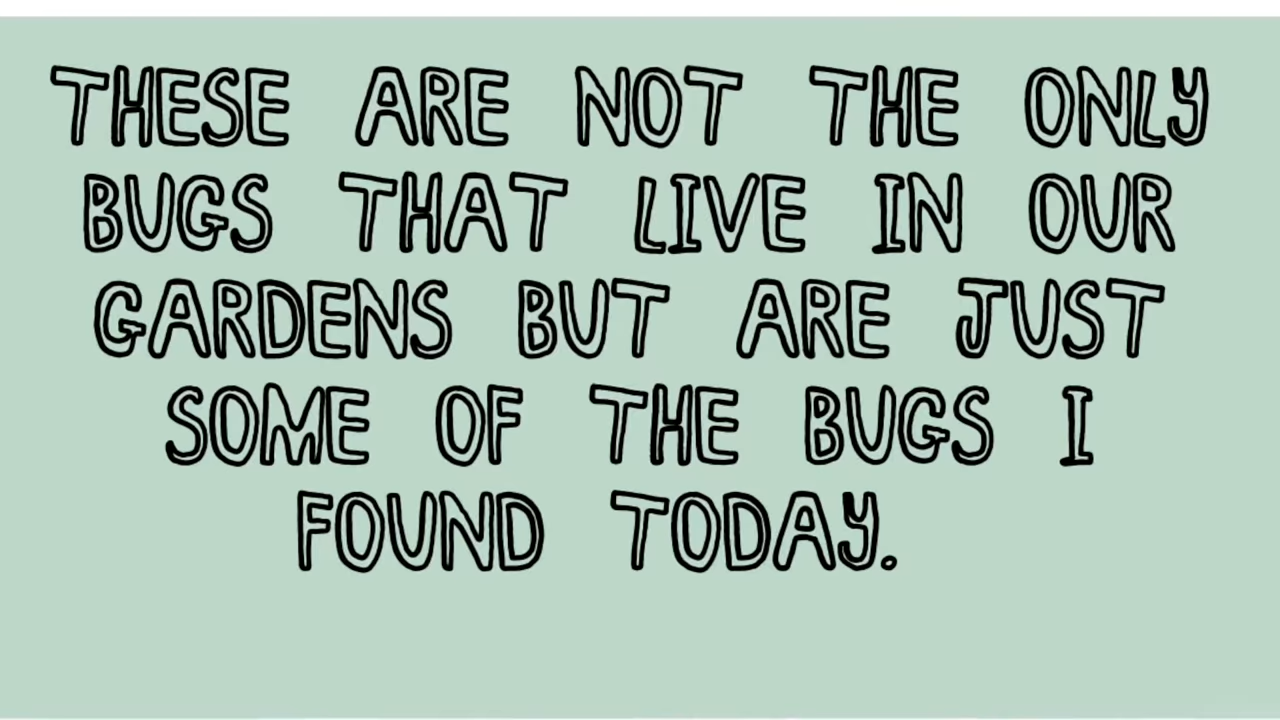 THESE ARE NOT THE ONLY
BUGS THAT LIVE IN OUR
GARDENS BUT ARE JUST
SOME OF THE BUGS I
FOUND TODAY.